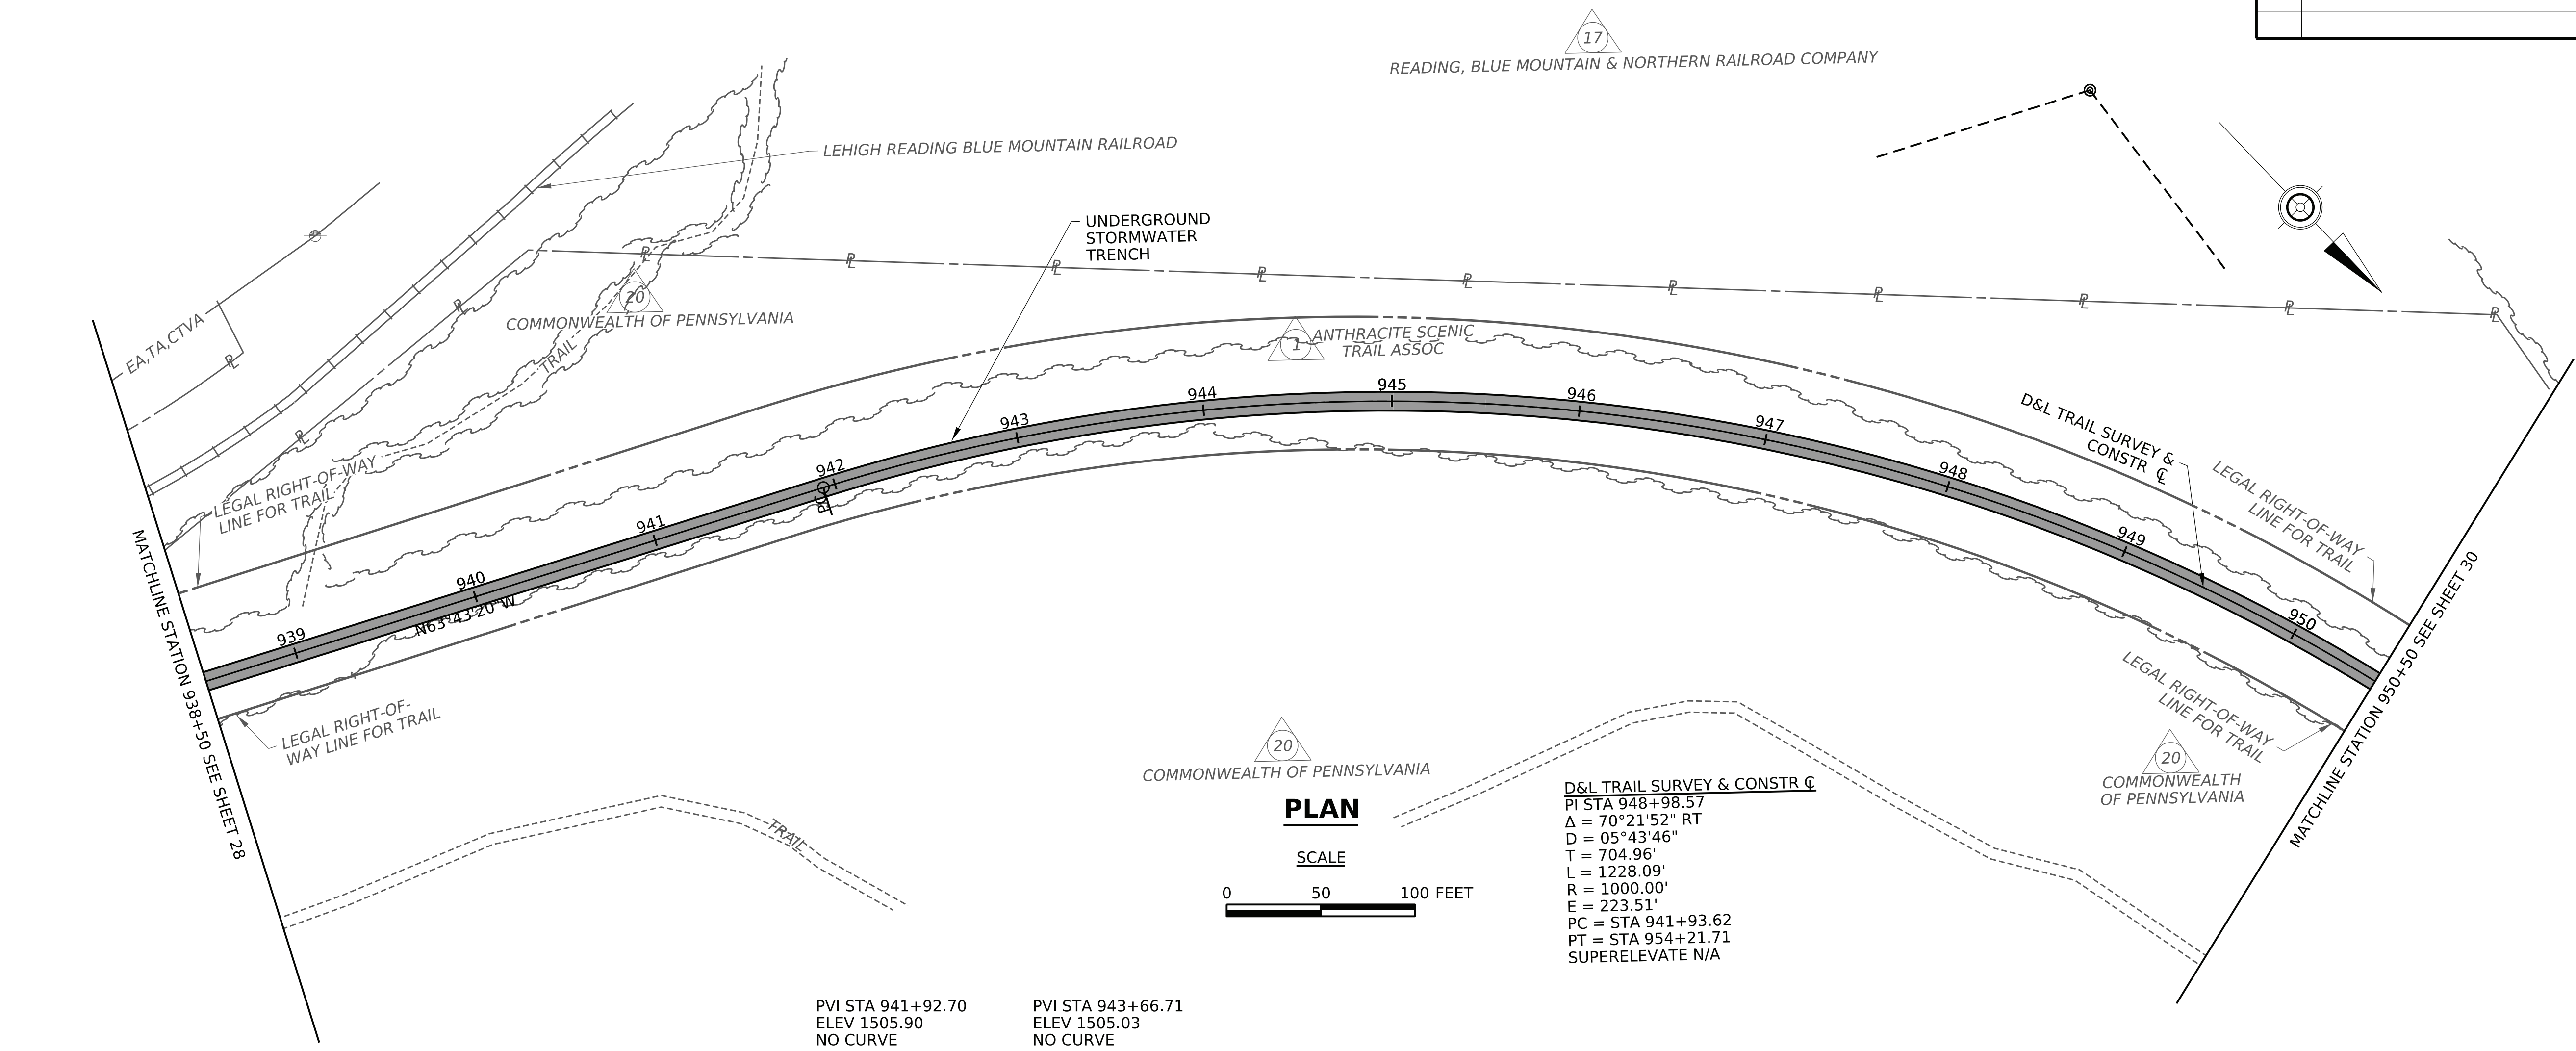 17
READING, BLUE MOUNTAIN & NORTHERN RAILROAD COMPANY
LEHIGH READING BLUE MOUNTAIN RAILROAD
UNDERGROUND
STORMWATER
TRENCH
20
COMMONWEALTH OF PENNSYLVANIA
EA,TA,CTVA
TRAIL
1
ANTHRACITE SCENIC
TRAIL ASSOC
LEGAL RIGHT-OF-WAY
LINE FOR TRAIL
D&L TRAIL SURVEY &
CONSTR ℄
LEGAL RIGHT-OF-WAY
LINE FOR TRAIL
939
940
941
942
943
944
945
946
947
948
949
950
N63°43'20"W
MATCHLINE STATION 938+50 SEE SHEET 28
MATCHLINE STATION 950+50 SEE SHEET 30
LEGAL RIGHT-OF-
WAY LINE FOR TRAIL
LEGAL RIGHT-OF-WAY
LINE FOR TRAIL
20
COMMONWEALTH OF PENNSYLVANIA
20
COMMONWEALTH
OF PENNSYLVANIA
TRAIL
PLAN
SCALE
0 50 100 FEET
D&L TRAIL SURVEY & CONSTR ℄
PI STA 948+98.57
Δ = 70°21'52" RT
D = 05°43'46"
T = 704.96'
L = 1228.09'
R = 1000.00'
E = 223.51'
PC = STA 941+93.62
PT = STA 954+21.71
SUPERELEVATE N/A
PVI STA 941+92.70
ELEV 1505.90
NO CURVE
PVI STA 943+66.71
ELEV 1505.03
NO CURVE